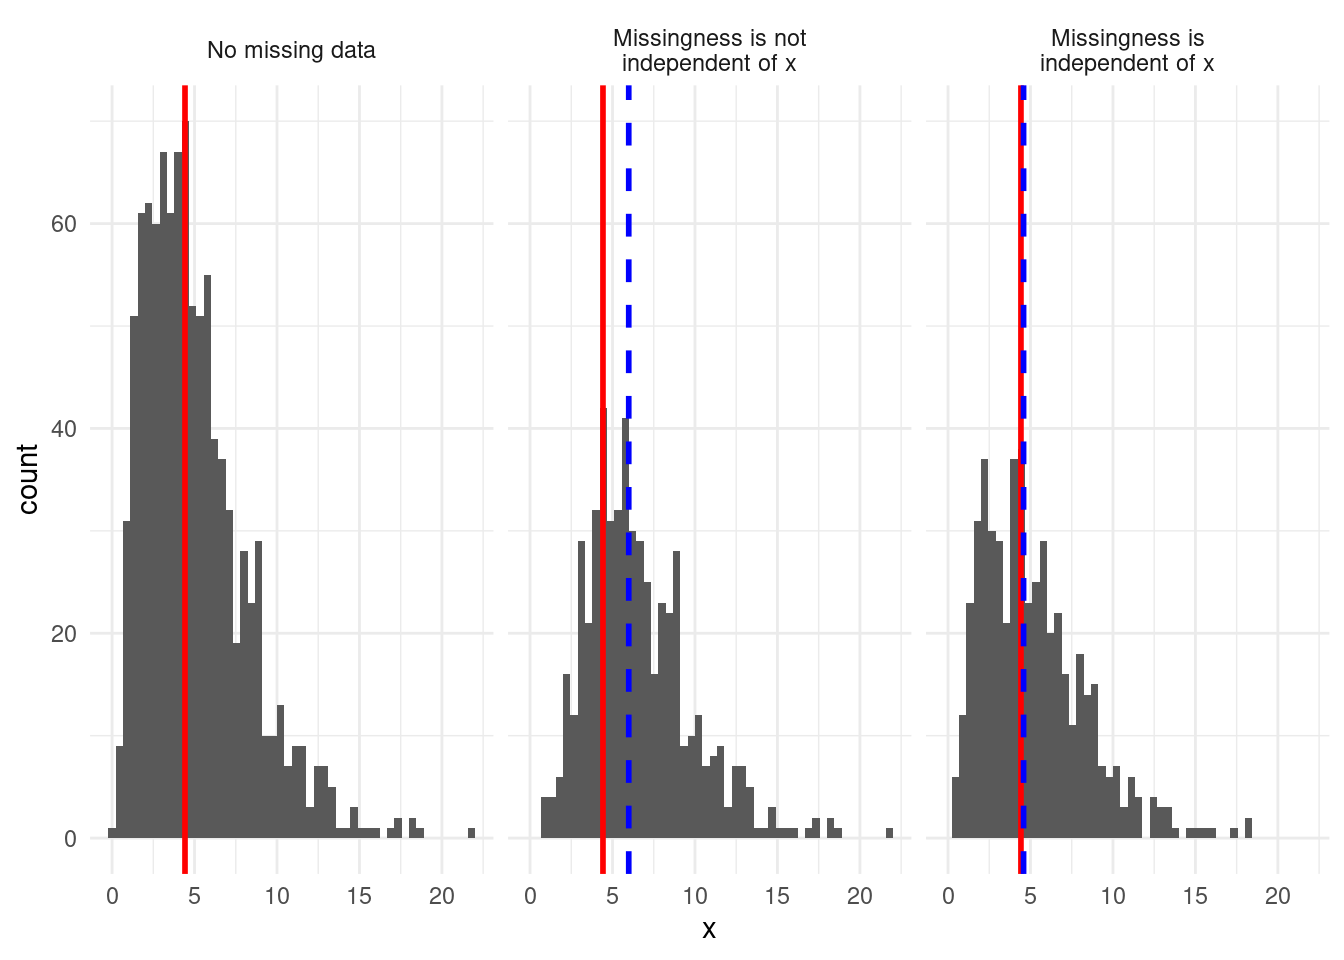 No missing data
Missingness is not
independent of x
Missingness is
independent of x
count
60
40
20
0
0 5 10 15 20
0 5 10 15 20
0 5 10 15 20
x